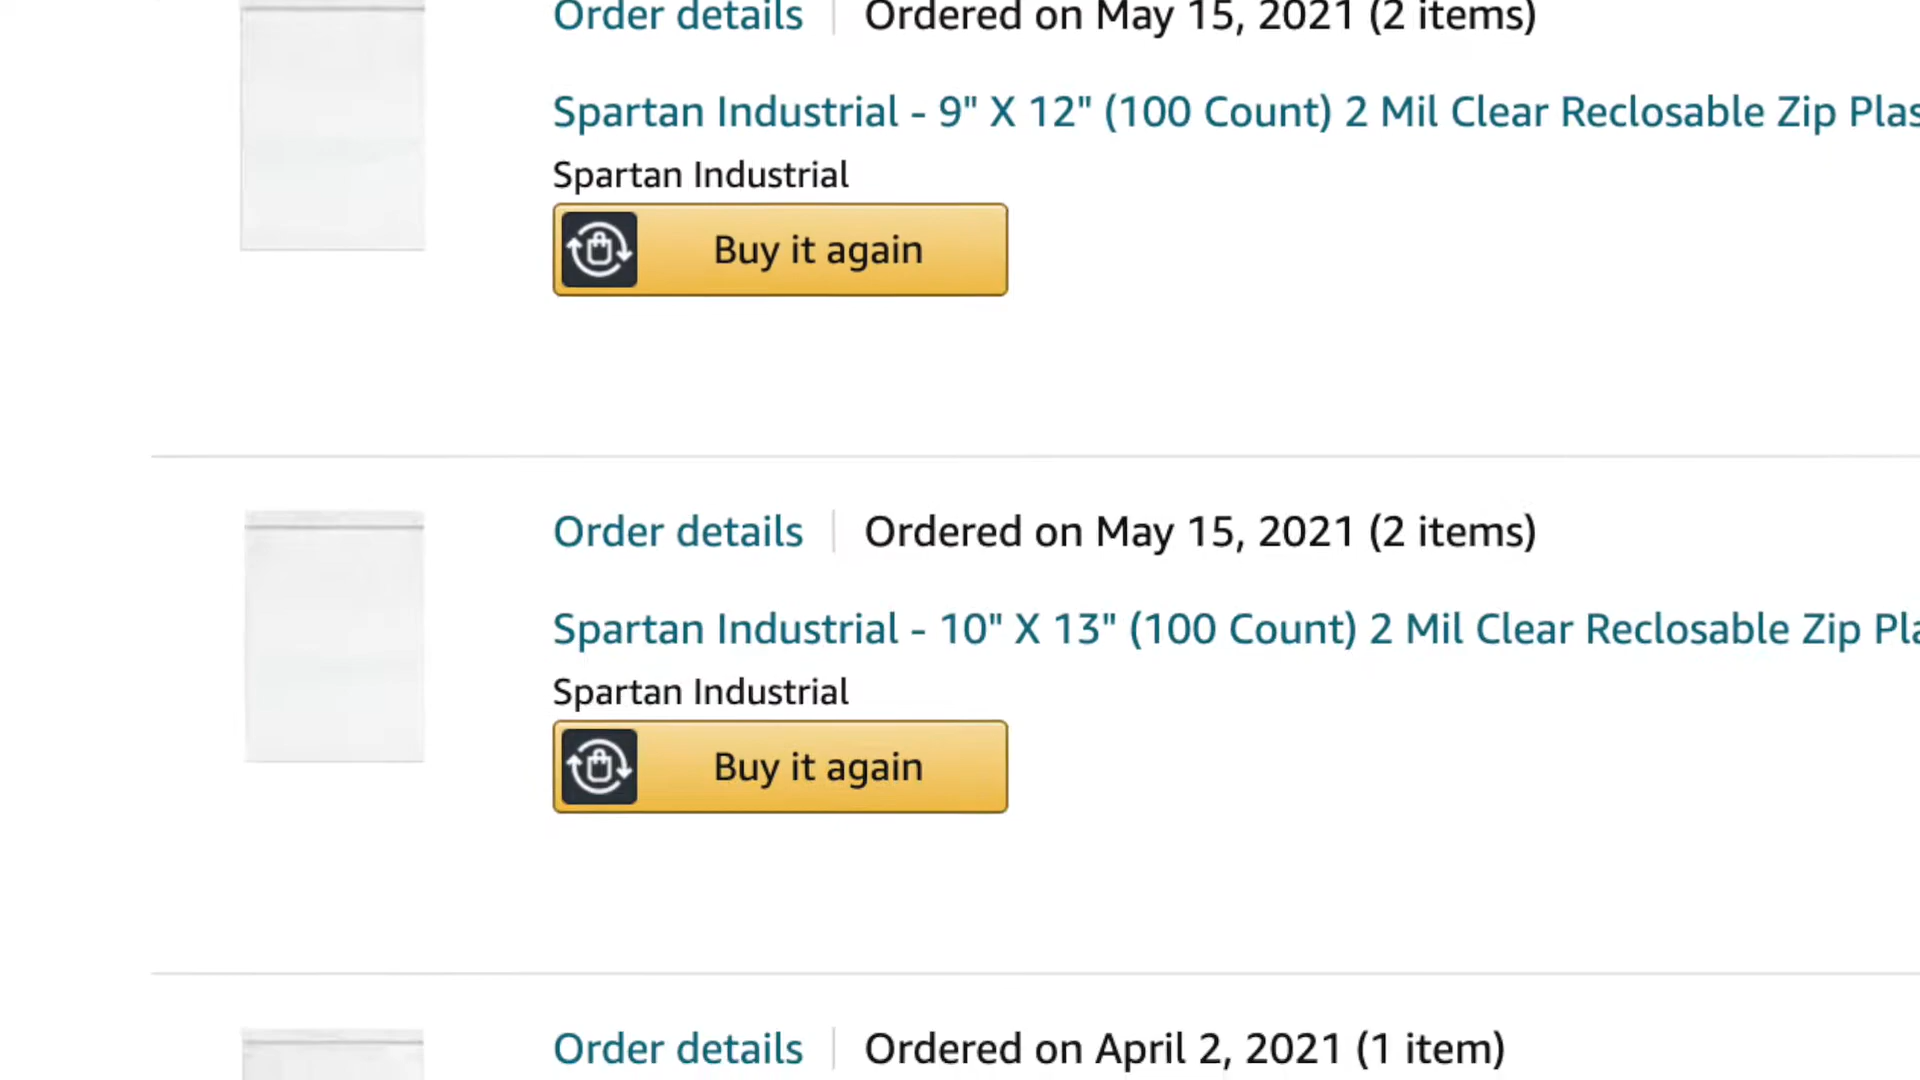 Order details Ordered on May 15, 2021 (2 items)
Spartan Industrial - 9" X 12" (100 Count) 2 Mil Clear Reclosable Zip Plas
Spartan Industrial
Buy it again
Order details Ordered on May 15, 2021 (2 items)
Spartan Industrial - 10" X 13" (100 Count) 2 Mil Clear Reclosable Zip Pla
Spartan Industrial
Buy it again
Order details Ordered on April 2, 2021 (1 item)